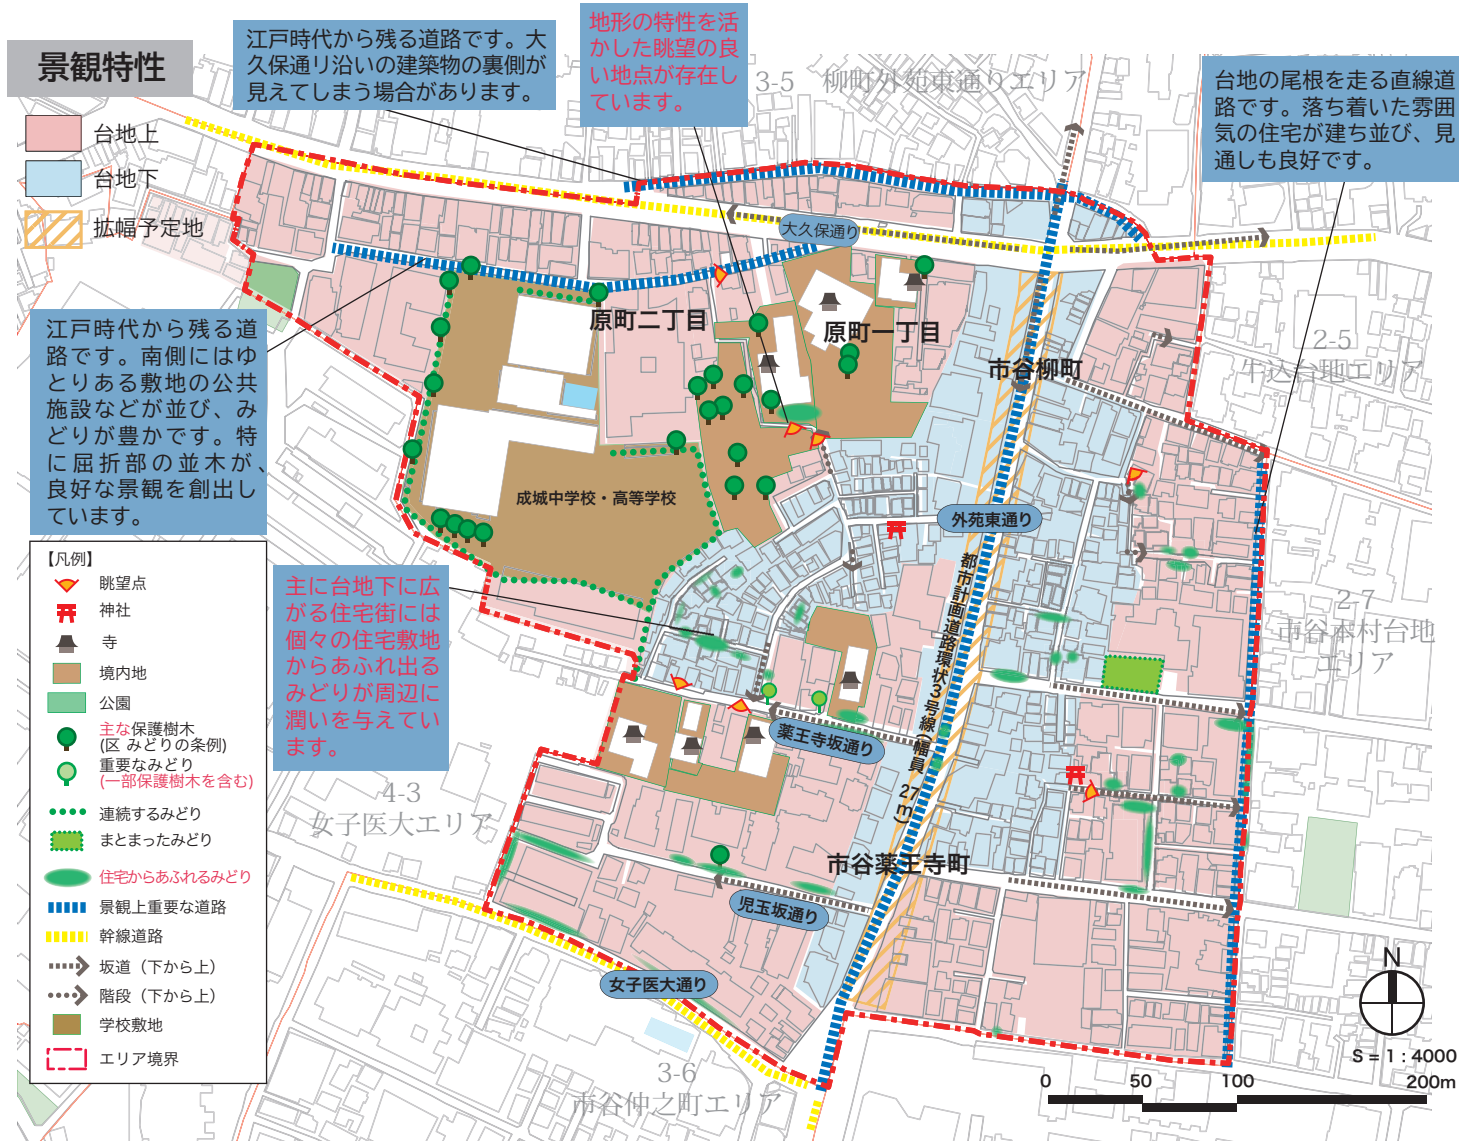 景観特性
台地上
台地下
拡幅予定地
江戸時代から残る道路です。大
久保通り沿いの建築物の裏側が
見えてしまう場合があります。
地形の特性を活
かした眺望の良
い地点が存在し
ています。
台地の尾根を走る直線道
路です。落ち着いた雰囲
気の住宅が建ち並び、見
通しも良好です。
3-5 柳町外苑東通りエリア
大久保通り
江戸時代から残る道
路です。南側にはゆ
とりある敷地の公共
施設などが並び、み
どりが豊かです。特
に屈折部の並木が、
良好な景観を創出し
ています。
原町二丁目
原町一丁目
市谷柳町
2-5
牛込台地エリア
成城中学校・高等学校
外苑東通り
都市計画道路環状3号線(幅員 27m)
主に台地下に広
がる住宅街には
個々の住宅敷地
からあふれ出る
みどりが周辺に
潤いを与えてい
ます。
2-7
市谷本村台地
エリア
薬王寺坂通り
4-3
女子医大エリア
市谷薬王寺町
児玉坂通り
女子医大通り
3-6
市谷仲之町エリア
【凡例】
眺望点
神社
寺
境内地
公園
主な保護樹木
(区 みどりの条例)
重要なみどり
(一部保護樹木を含む)
連続するみどり
まとまったみどり
住宅からあふれるみどり
景観上重要な道路
幹線道路
坂道（下から上）
階段（下から上）
学校敷地
エリア境界
N
S = 1 : 4000
0 50 100 200m